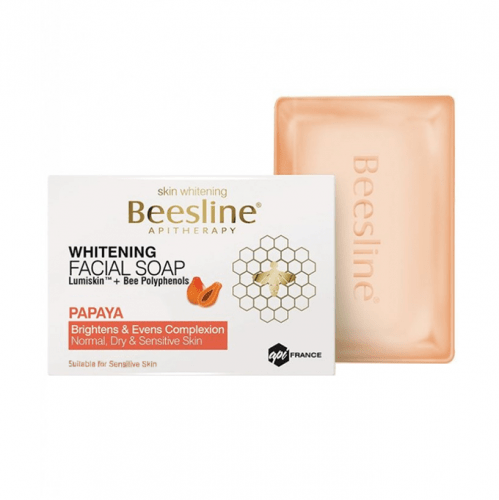 skin whitening
Beesline®
APITHERAPY
WHITENING
FACIAL SOAP
Lumiskin™ + Bee Polyphenols
PAPAYA
Brightens & Evens Complexion
Normal, Dry & Sensitive Skin
Suitable for Sensitive Skin
api FRANCE
Beesline®